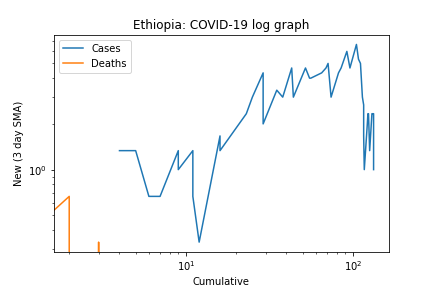 Ethiopia: COVID-19 log graph
Cases
Deaths
New (3 day SMA)
10⁰
10¹
10²
Cumulative